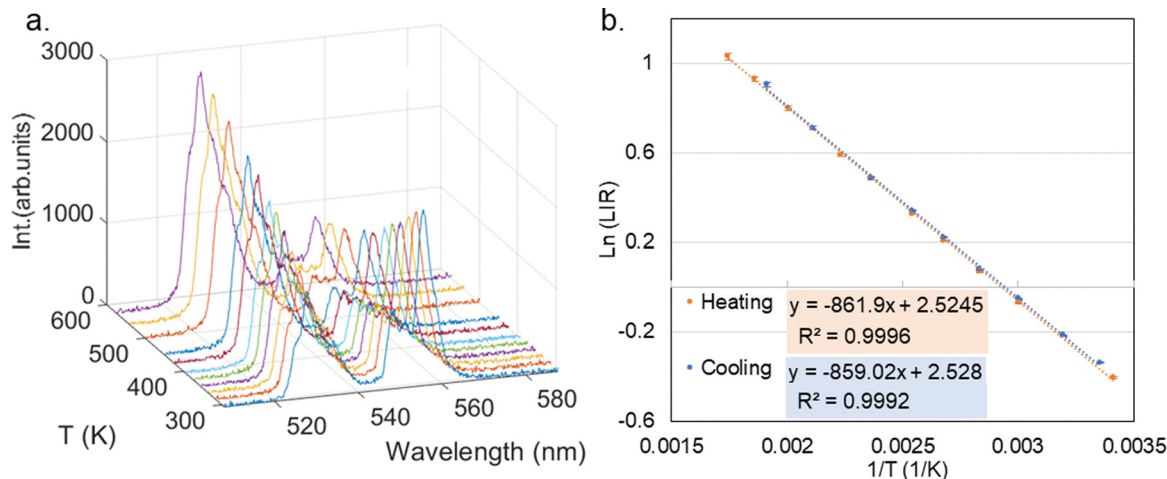 a.
3000
2000
1000
0
Int.(arb.units)
600
500
400
300
T (K)
520
540
560
580
Wavelength (nm)
b.
1
0.6
0.2
-0.2
-0.6
Ln (LIR)
Heating y = -861.9x + 2.5245
R² = 0.9996
Cooling y = -859.02x + 2.528
R² = 0.9992
0.0015 0.002 0.0025 0.003 0.0035
1/T (1/K)